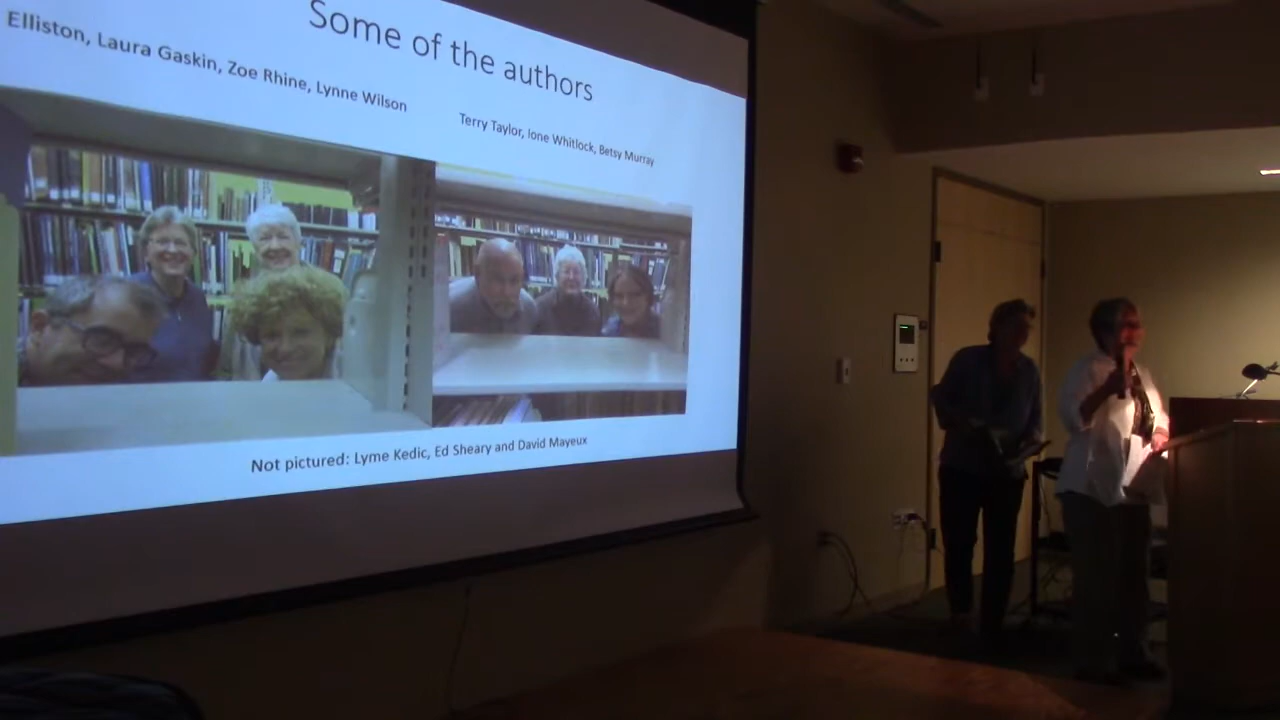 Some of the authors
Elliston, Laura Gaskin, Zoe Rhine, Lynne Wilson
Terry Taylor, Ione Whitlock, Betsy Murray
Not pictured: Lyme Kedic, Ed Sheary and David Mayeux